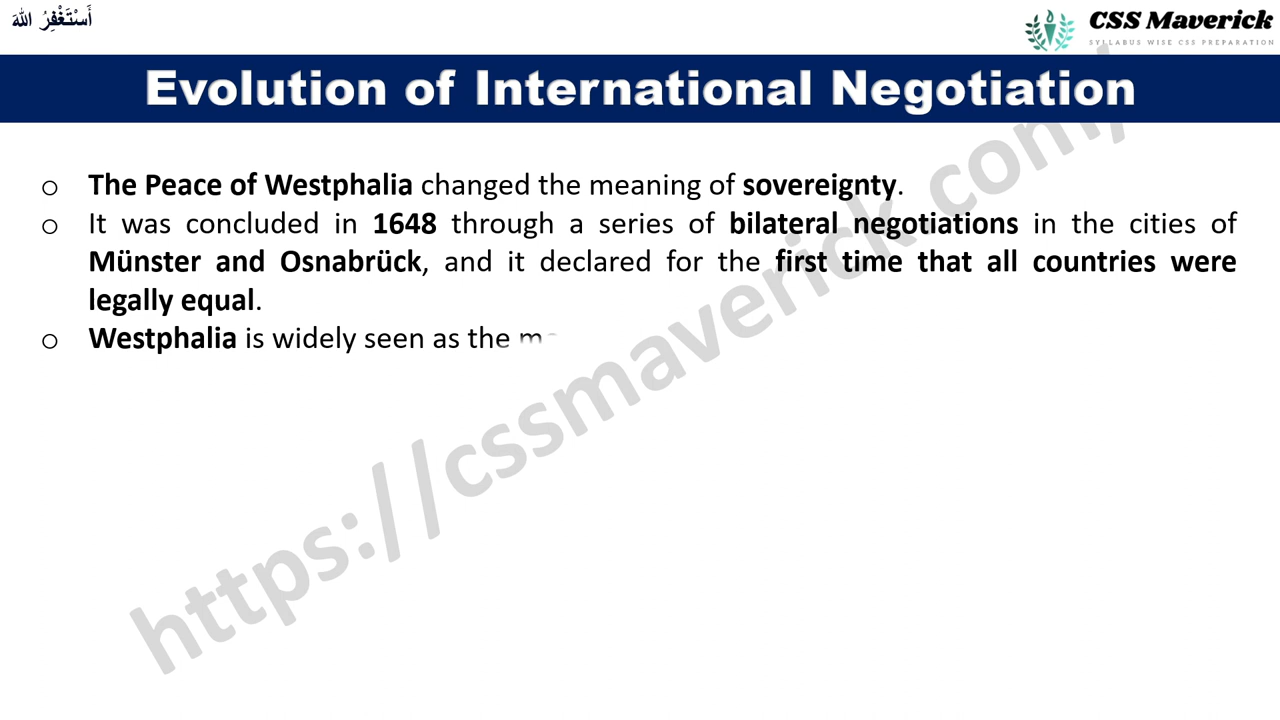 أَسْتَغْفِرُ اللهَ
CSS Maverick
SYLLABUS WISE CSS PREPARATION
Evolution of International Negotiation
o The Peace of Westphalia changed the meaning of sovereignty.
o It was concluded in 1648 through a series of bilateral negotiations in the cities of
Münster and Osnabrück, and it declared for the first time that all countries were
legally equal.
o Westphalia is widely seen as the
https://cssmaverick.com/